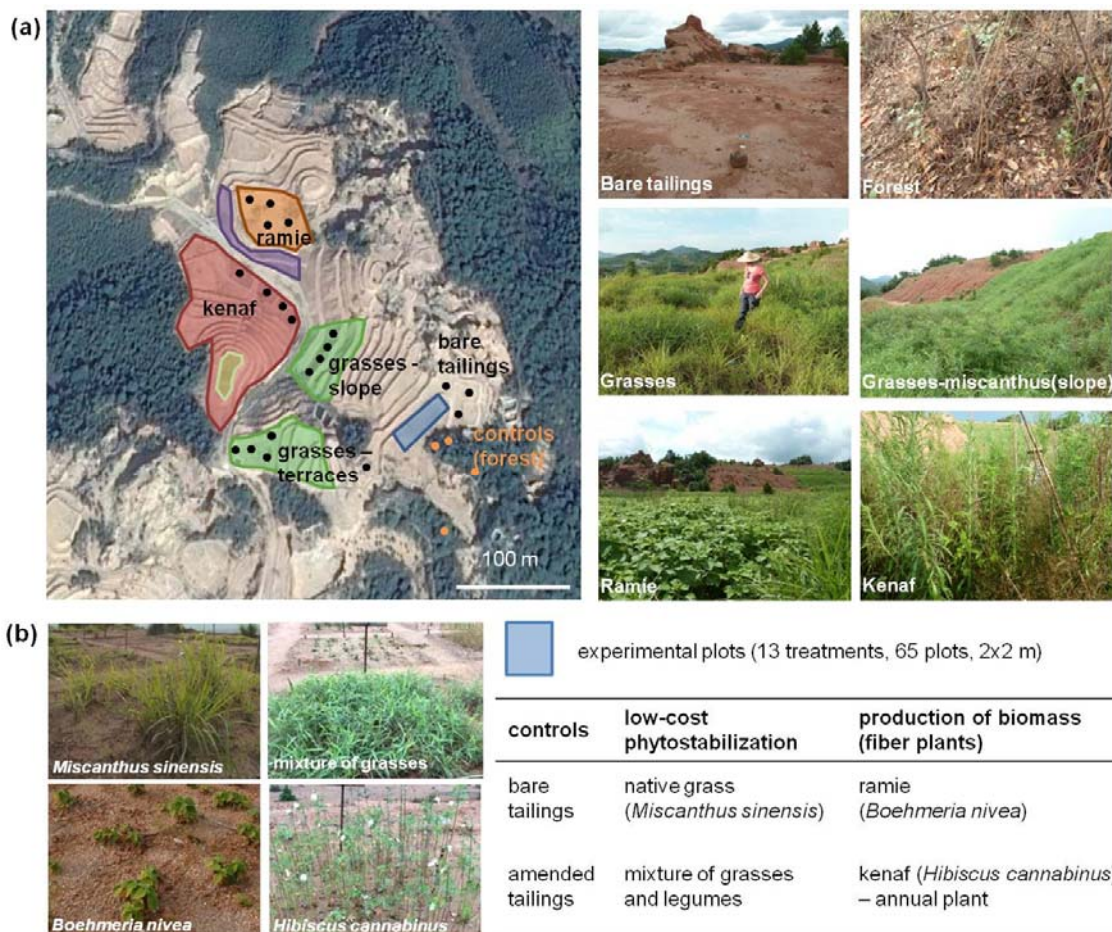 (a)
ramie
kenaf
grasses -
slope
bare
tailings
controls
(forest)
grasses –
terraces
100 m
Bare tailings
Forest
Grasses
Grasses-miscanthus(slope)
Ramie
Kenaf
(b)
Miscanthus sinensis
mixture of grasses
Boehmeria nivea
Hibiscus cannabinus
experimental plots (13 treatments, 65 plots, 2x2 m)
controls
low-cost
phytostabilization
production of biomass
(fiber plants)
bare
tailings
native grass
(Miscanthus sinensis)
ramie
(Boehmeria nivea)
amended
tailings
mixture of grasses
and legumes
kenaf (Hibiscus cannabinus)
– annual plant